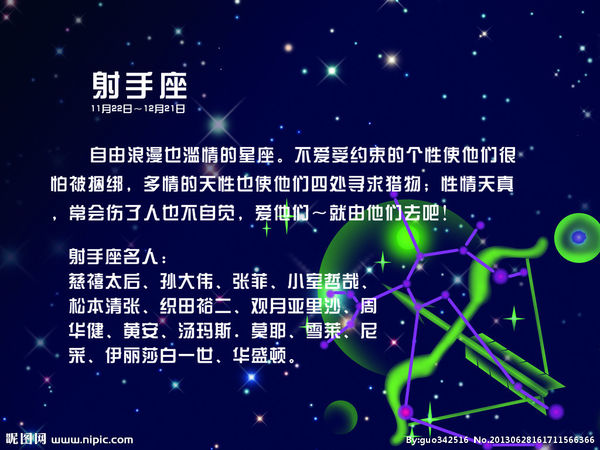 射手座
11月22日～12月21日
自由浪漫也滥情的星座。不爱受约束的个性使他们很
怕被捆绑，多情的天性也使他们四处寻求猎物；性情天真
，常会伤了人也不自觉，爱他们～就由他们去吧！
射手座名人：
慈禧太后、孙大伟、张菲、小室哲哉、
松本清张、织田裕二、观月亚里沙、周
华健、黄安、汤玛斯．莫耶、雪莱、尼
采、伊丽莎白一世、华盛顿。
昵图网 www.nipic.com
By:guo342516 No.20130628161711566366